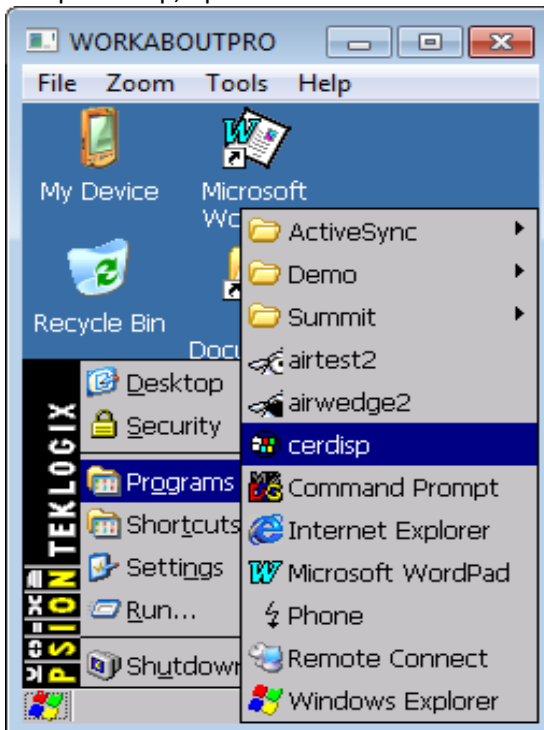 WORKABOUTPRO
File Zoom Tools Help
My Device
Microsoft
Wo
Recycle Bin
Docu
ActiveSync
Demo
Summit
airtest2
airwedge2
cerdisp
Command Prompt
Internet Explorer
Microsoft WordPad
Phone
Remote Connect
Windows Explorer
Desktop
Security
Programs
Shortcuts
Settings
Run...
Shutdown
PSION TEKLOGIX